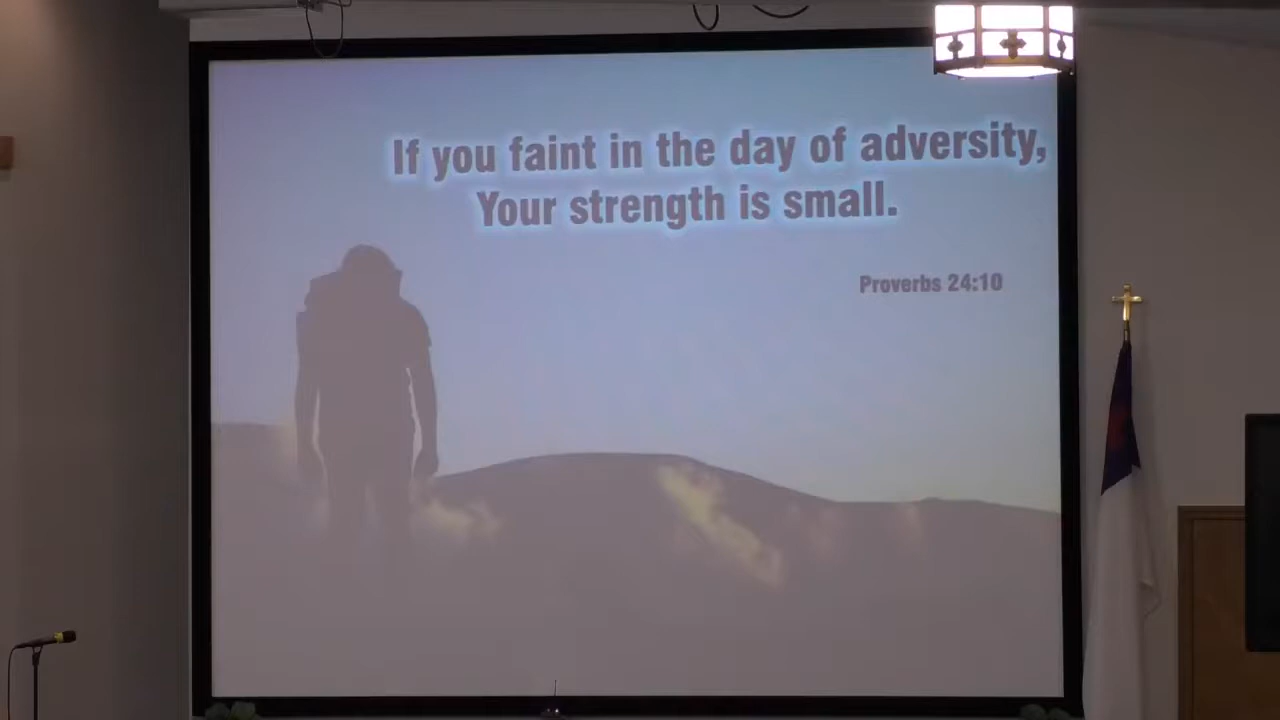 If you faint in the day of adversity,
Your strength is small.
Proverbs 24:10